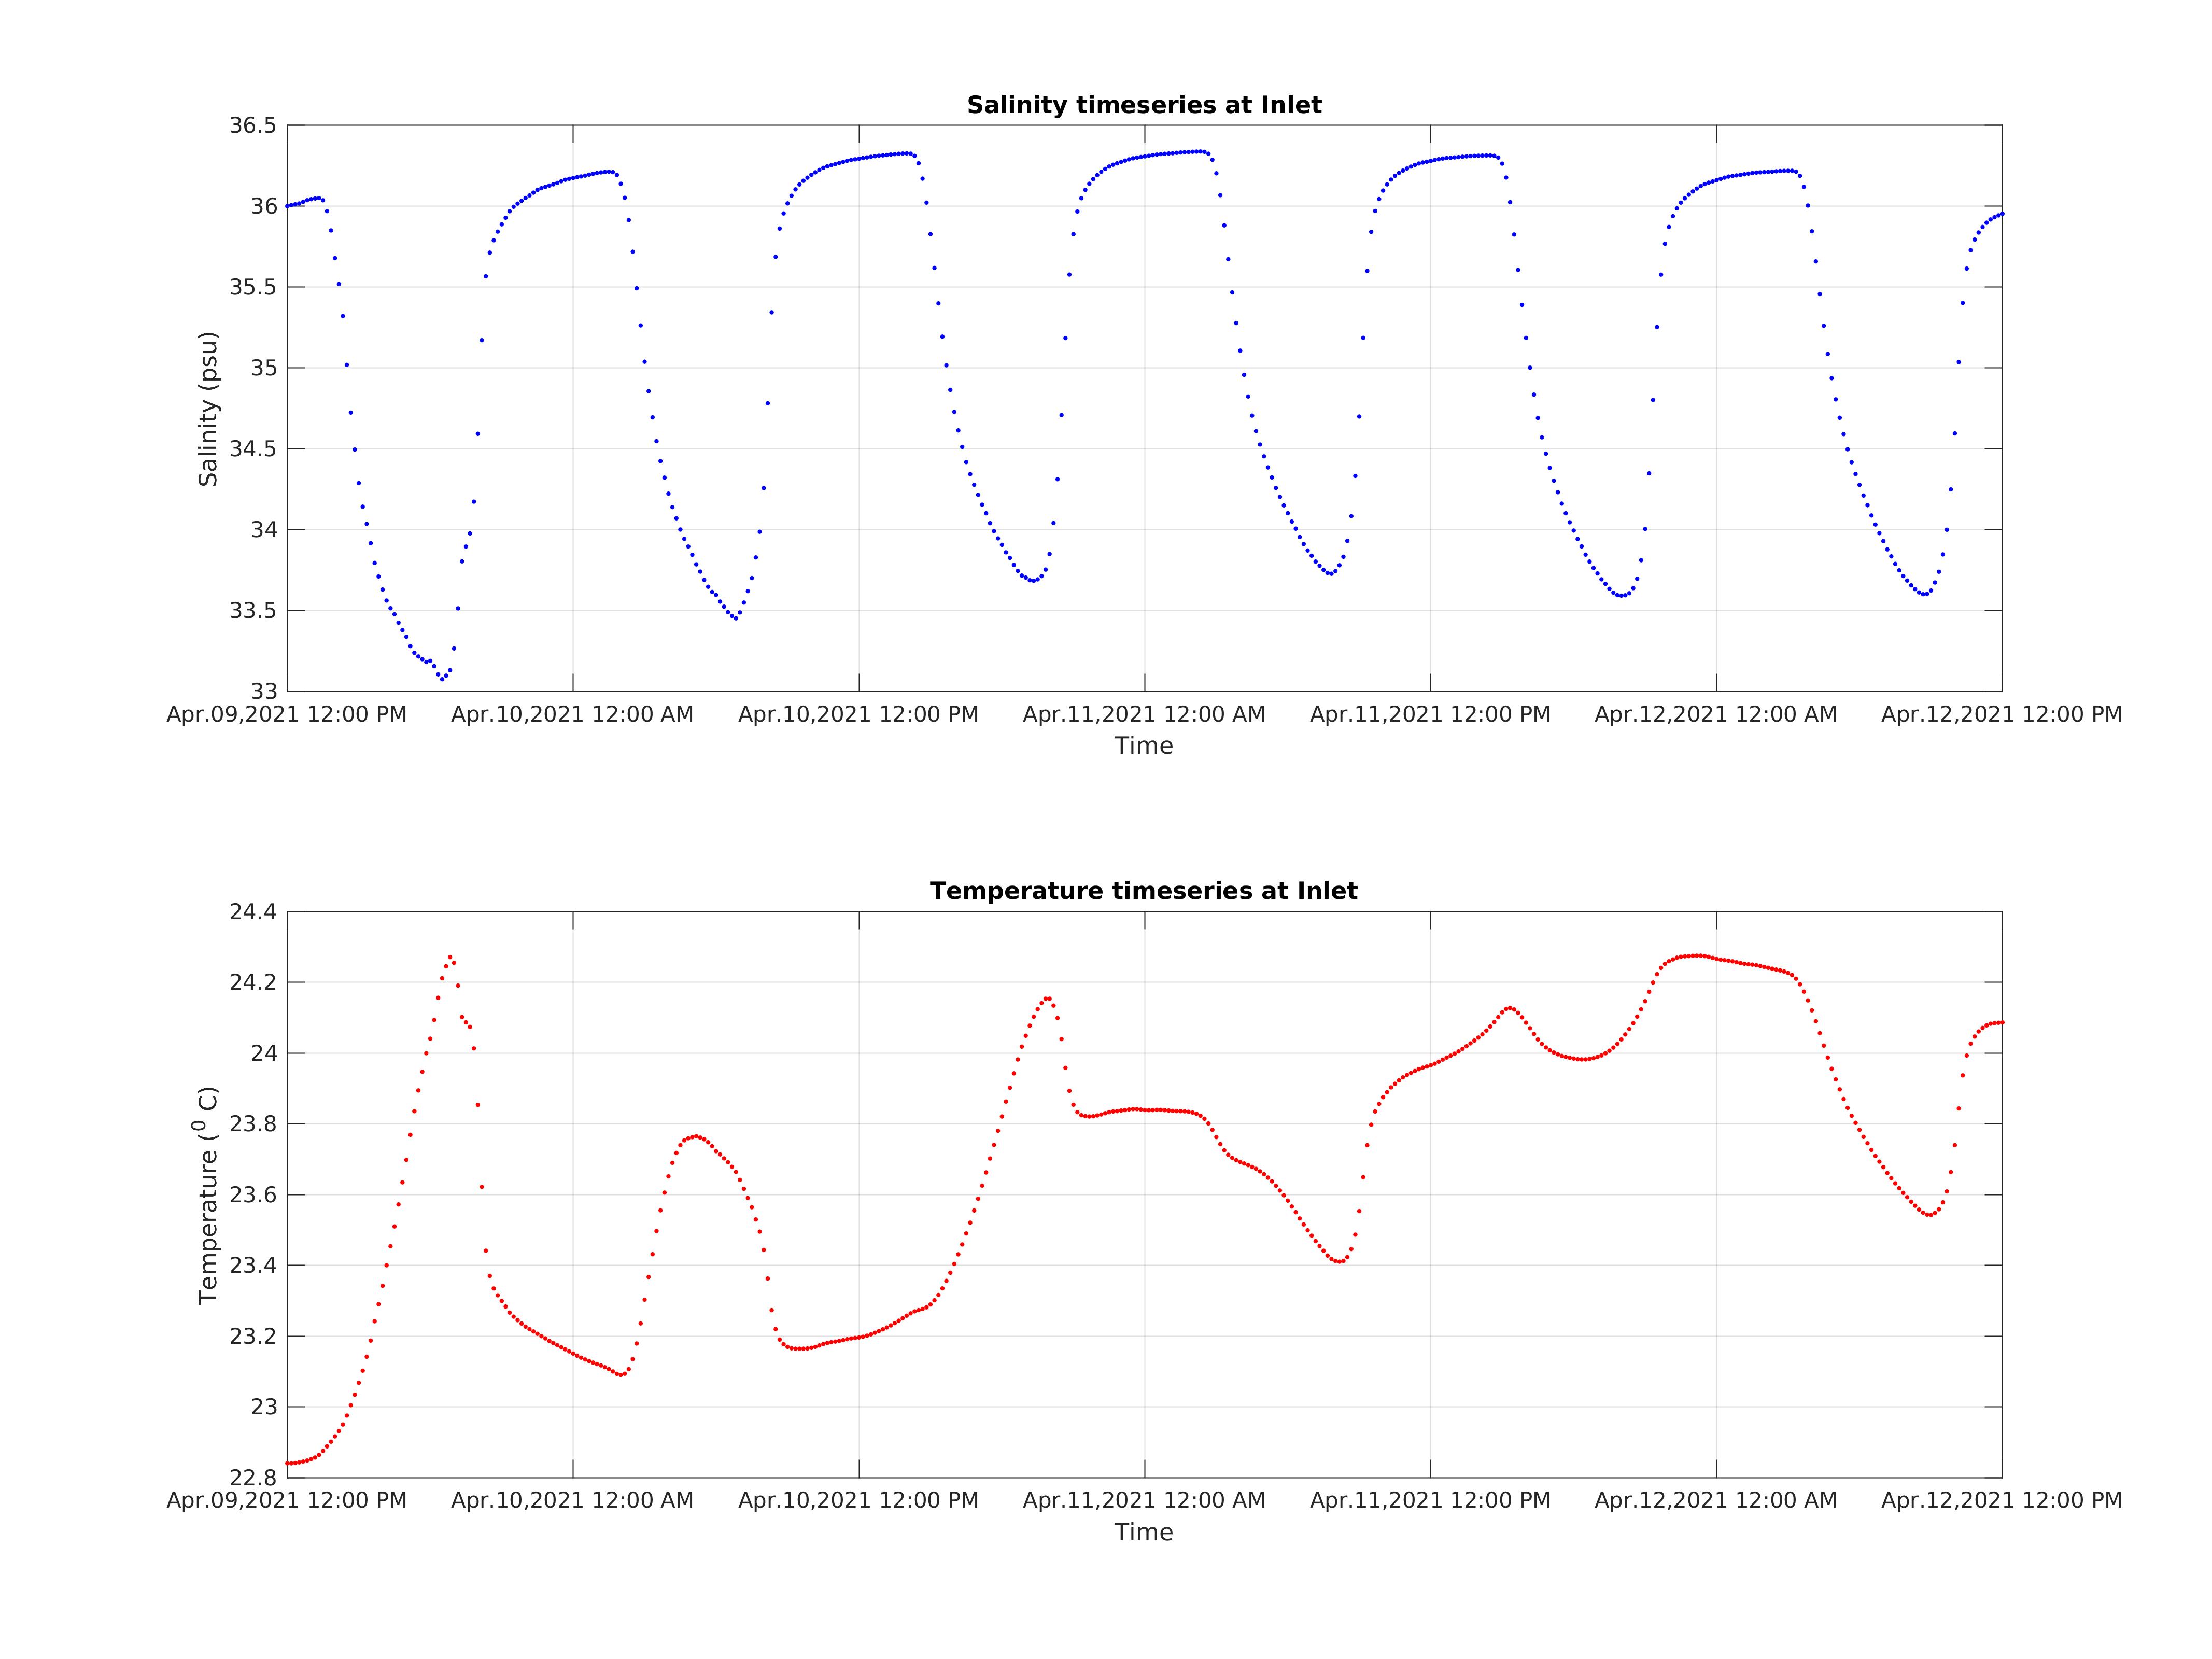 Salinity timeseries at Inlet
36.5
36
35.5
35
34.5
34
33.5
33
Salinity (psu)
Apr.09,2021 12:00 PM Apr.10,2021 12:00 AM Apr.10,2021 12:00 PM Apr.11,2021 12:00 AM Apr.11,2021 12:00 PM Apr.12,2021 12:00 AM Apr.12,2021 12:00 PM
Time
Temperature timeseries at Inlet
24.4
24.2
24
23.8
23.6
23.4
23.2
23
22.8
Temperature (⁰ C)
Apr.09,2021 12:00 PM Apr.10,2021 12:00 AM Apr.10,2021 12:00 PM Apr.11,2021 12:00 AM Apr.11,2021 12:00 PM Apr.12,2021 12:00 AM Apr.12,2021 12:00 PM
Time